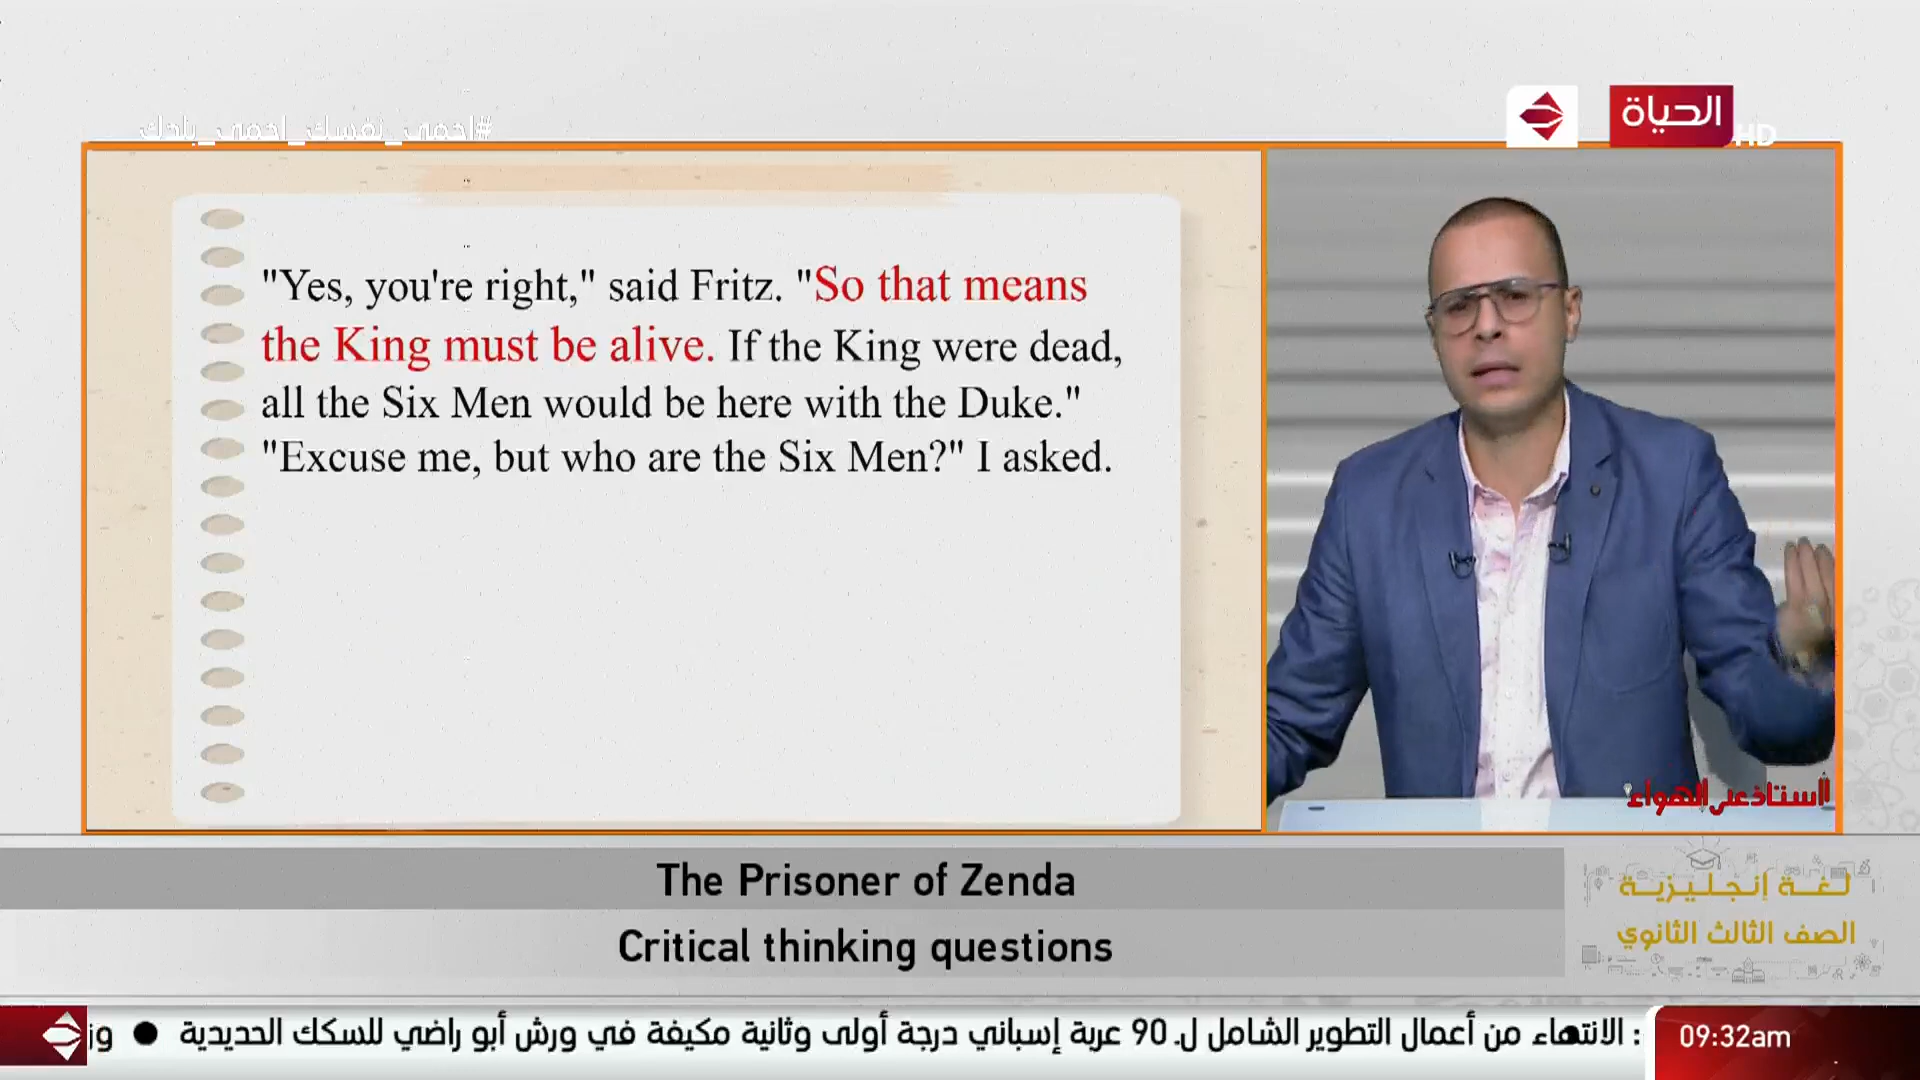 #احمي_نفسك_احمي_بلدك
الحياة
HD
"Yes, you're right," said Fritz. "So that means
the King must be alive. If the King were dead,
all the Six Men would be here with the Duke."
"Excuse me, but who are the Six Men?" I asked.
أستاذ على الهواء
The Prisoner of Zenda
Critical thinking questions
لغة إنجليزية
الصف الثالث الثانوي
: الانتهاء من أعمال التطوير الشامل لـ 90 عربة إسباني درجة أولى وثانية مكيفة في ورش أبو راضي للسكك الحديدية ● وز
09:32am